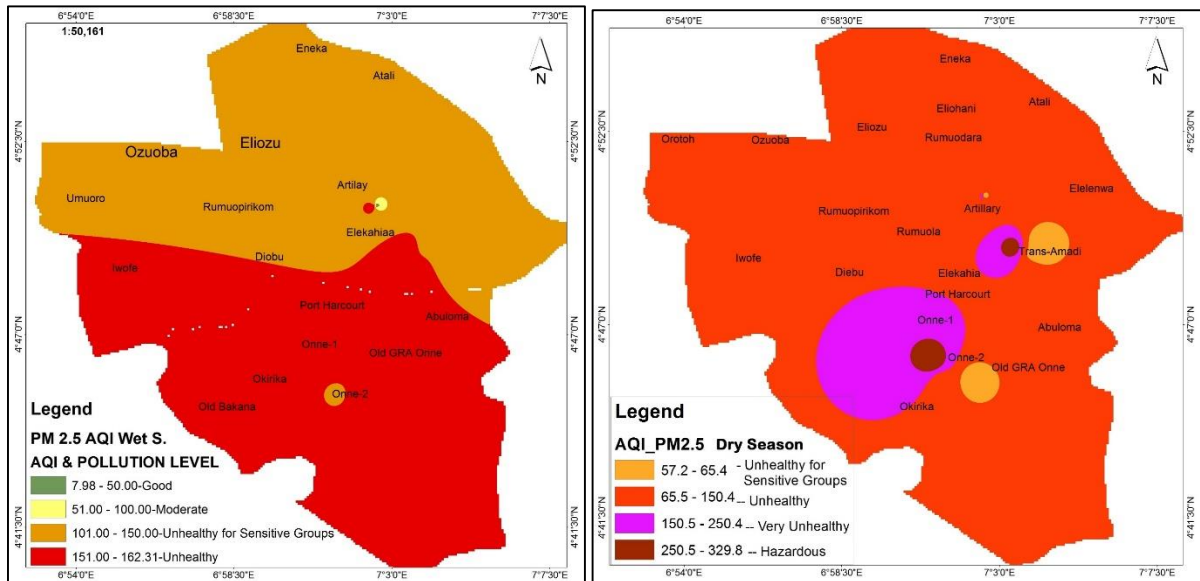 6°54'0"E 6°58'30"E 7°3'0"E 7°7'30"E
1:50,161
Eneka
Atali
N
4°52'30"N
Eliozu
Ozuoba
Artilay
Umuoro
Rumuopirikom
Elekahiaa
Diobu
Iwofe
Port Harcourt
Abuloma
4°47'0"N
Onne-1
Old GRA Onne
Okirika
Onne-2
Old Bakana
4°41'30"N
Legend
PM 2.5 AQI Wet S.
AQI & POLLUTION LEVEL
7.98 - 50.00-Good
51.00 - 100.00-Moderate
101.00 - 150.00-Unhealthy for Sensitive Groups
151.00 - 162.31-Unhealthy
6°54'0"E 6°58'30"E 7°3'0"E 7°7'30"E
6°54'0"E 6°58'30"E 7°3'0"E 7°7'30"E
Eneka
N
Atali
Eliohani
4°52'30"N
4°52'30"N
Eliozu
Rumuodara
Orotoh
Ozuoba
Elelenwa
Artillary
Rumuopirikom
Rumuola
Trans-Amadi
Iwofe
Diebu
Elekahia
Port Harcourt
Onne-1
Abuloma
4°47'0"N
4°47'0"N
Onne-2
Old GRA Onne
Okirika
4°41'30"N
4°41'30"N
Legend
AQI_PM2.5 Dry Season
57.2 - 65.4 - Unhealthy for
Sensitive Groups
65.5 - 150.4 -- Unhealthy
150.5 - 250.4 -- Very Unhealthy
250.5 - 329.8 -- Hazardous
6°54'0"E 6°58'30"E 7°3'0"E 7°7'30"E